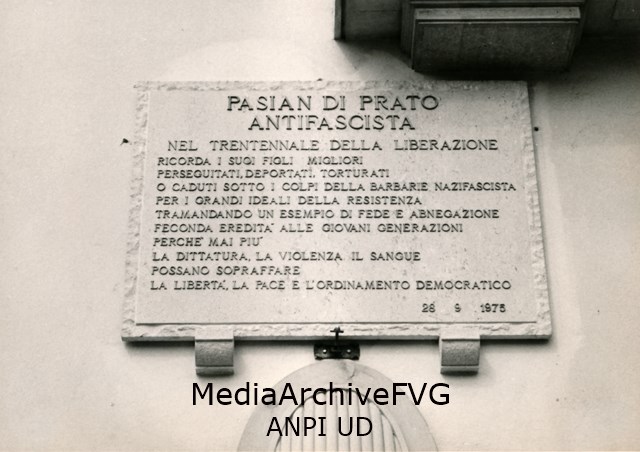 PASIAN DI PRATO
ANTIFASCISTA
NEL TRENTENNALE DELLA LIBERAZIONE
RICORDA I SUOI FIGLI MIGLIORI
PERSEGUITATI, DEPORTATI, TORTURATI
O CADUTI SOTTO I COLPI DELLA BARBARIE NAZIFASCISTA
PER I GRANDI IDEALI DELLA RESISTENZA
TRAMANDANDO UN ESEMPIO DI FEDE E ABNEGAZIONE
FECONDA EREDITA' ALLE GIOVANI GENERAZIONI
PERCHE' MAI PIU'
LA DITTATURA, LA VIOLENZA IL SANGUE
POSSANO SOPRAFFARE
LA LIBERTA', LA PACE E L'ORDINAMENTO DEMOCRATICO
28 9 1975
MediaArchiveFVG
ANPI UD